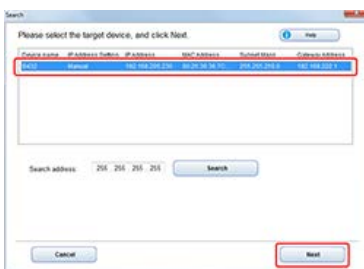 Search
Please select the target device, and click Next.
Help
Device name IP Address Setting IP Address MAC Address Subnet Mask Gateway Address
Manual
Search address: 255 255 255 255 Search
Cancel Next